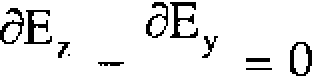 ∂E_z − ∂E_y = 0